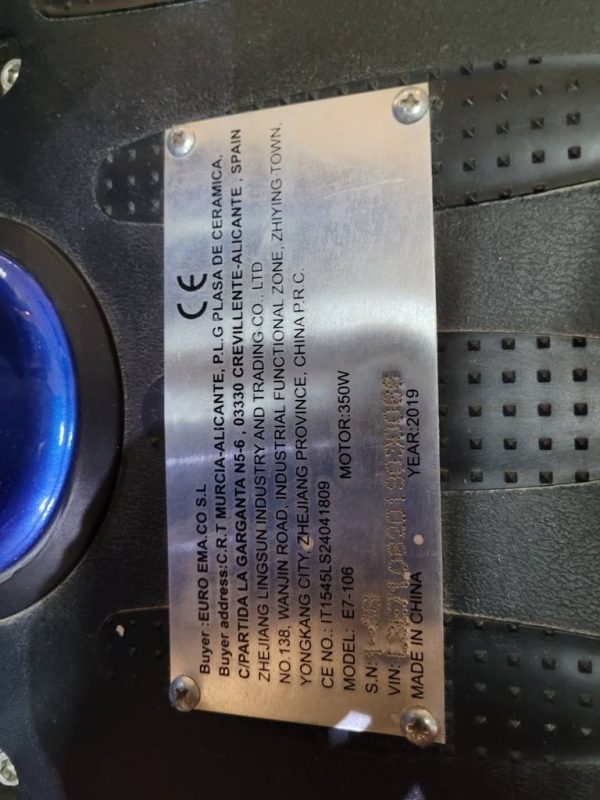 CE
Buyer :EURO EMA.CO S.L
Buyer address:C.R.T MURCIA-ALICANTE, P.L.G PLASA DE CERAMICA,
C/PARTIDA LA GARGANTA N5-6 , 03330 CREVILLENTE-ALICANTE , SPAIN
ZHEJIANG LINGSUN INDUSTRY AND TRADING CO., LTD
NO.138, WANJIN ROAD, INDUSTRIAL FUNCTIONAL ZONE, ZHIYING TOWN,
YONGKANG CITY, ZHEJIANG PROVINCE, CHINA P.R.C.
CE NO.: IT1545LS24041809
MODEL: E7-106 MOTOR:350W
S.N:
VIN:
MADE IN CHINA YEAR:2019